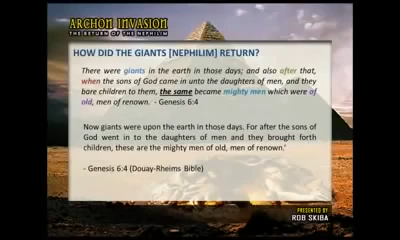 ARCHON INVASION
THE RETURN OF THE NEPHILIM
HOW DID THE GIANTS [NEPHILIM] RETURN?
There were giants in the earth in those days; and also after that,
when the sons of God came in unto the daughters of men, and they
bare children to them, the same became mighty men which were of
old, men of renown. - Genesis 6:4
Now giants were upon the earth in those days. For after the sons of
God went in to the daughters of men and they brought forth
children, these are the mighty men of old, men of renown.’
- Genesis 6:4 (Douay-Rheims Bible)
PRESENTED BY
ROB SKIBA